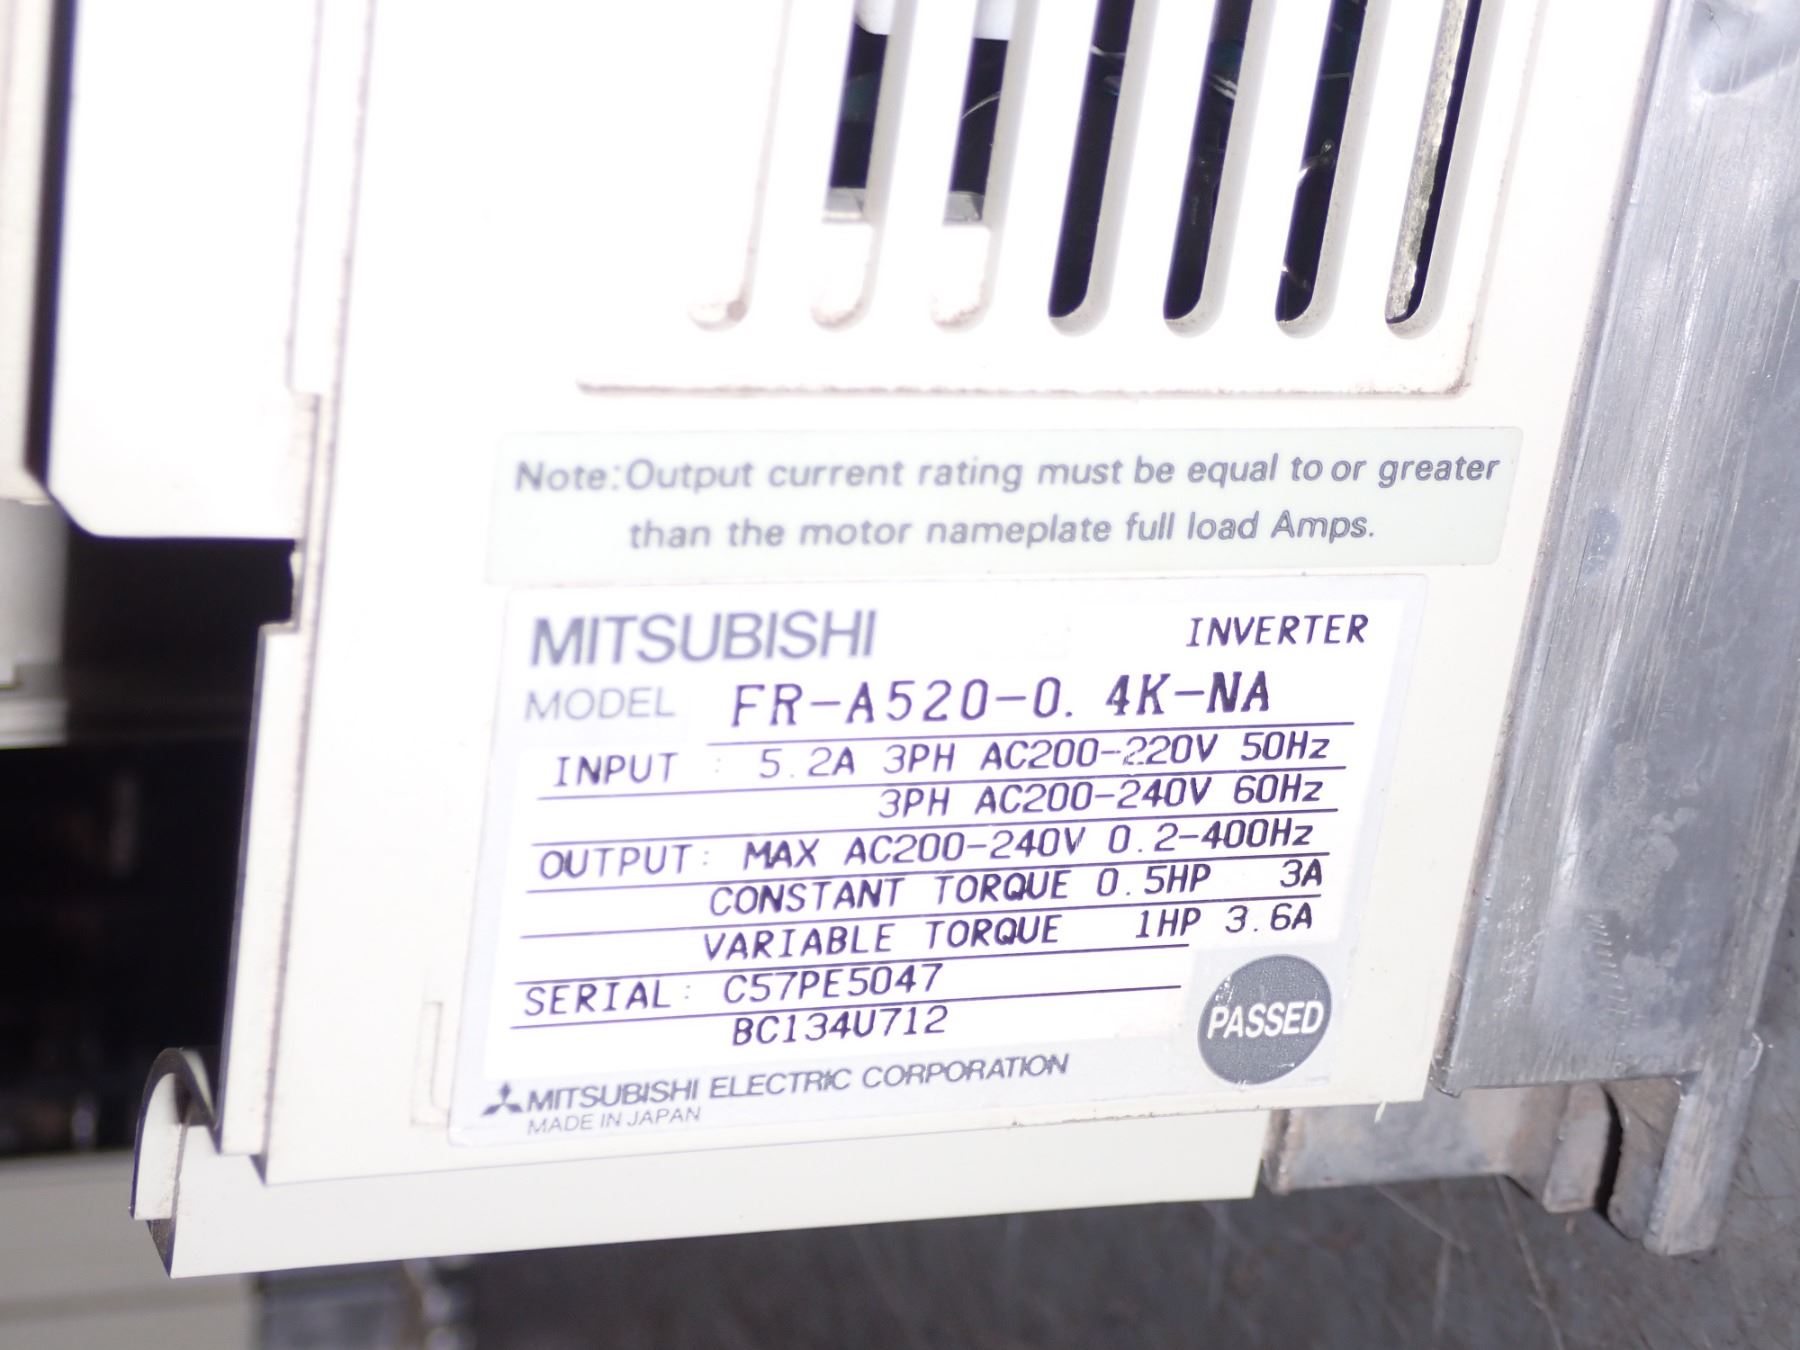 Note: Output current rating must be equal to or greater
than the motor nameplate full load Amps.
MITSUBISHI INVERTER
MODEL FR-A520-0.4K-NA
INPUT : 5.2A 3PH AC200-220V 50Hz
3PH AC200-240V 60Hz
OUTPUT: MAX AC200-240V 0.2-400Hz
CONSTANT TORQUE 0.5HP 3A
VARIABLE TORQUE 1HP 3.6A
SERIAL: C57PE5047
BC134U712
PASSED
MITSUBISHI ELECTRIC CORPORATION
MADE IN JAPAN